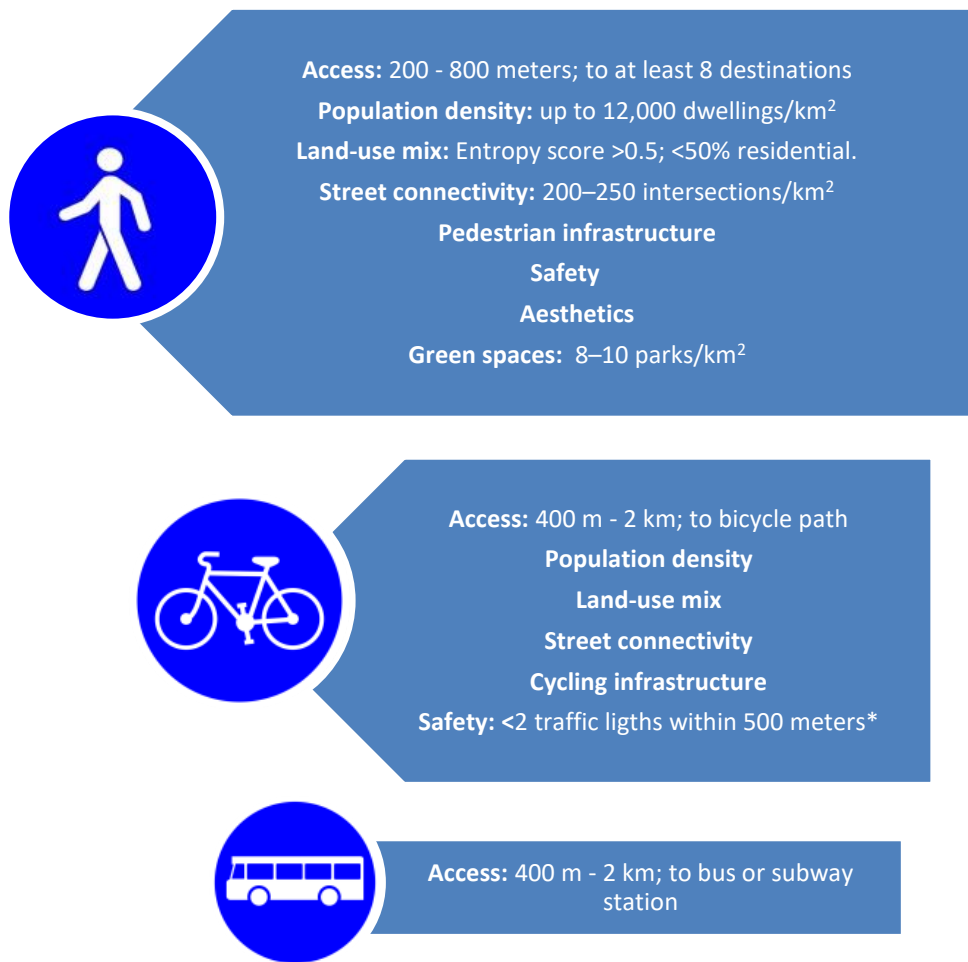 Access: 200 - 800 meters; to at least 8 destinations
Population density: up to 12,000 dwellings/km²
Land-use mix: Entropy score >0.5; <50% residential.
Street connectivity: 200–250 intersections/km²
Pedestrian infrastructure
Safety
Aesthetics
Green spaces:  8–10 parks/km²
Access: 400 m - 2 km; to bicycle path
Population density
Land-use mix
Street connectivity
Cycling infrastructure
Safety: <2 traffic ligths within 500 meters*
Access: 400 m - 2 km; to bus or subway
station